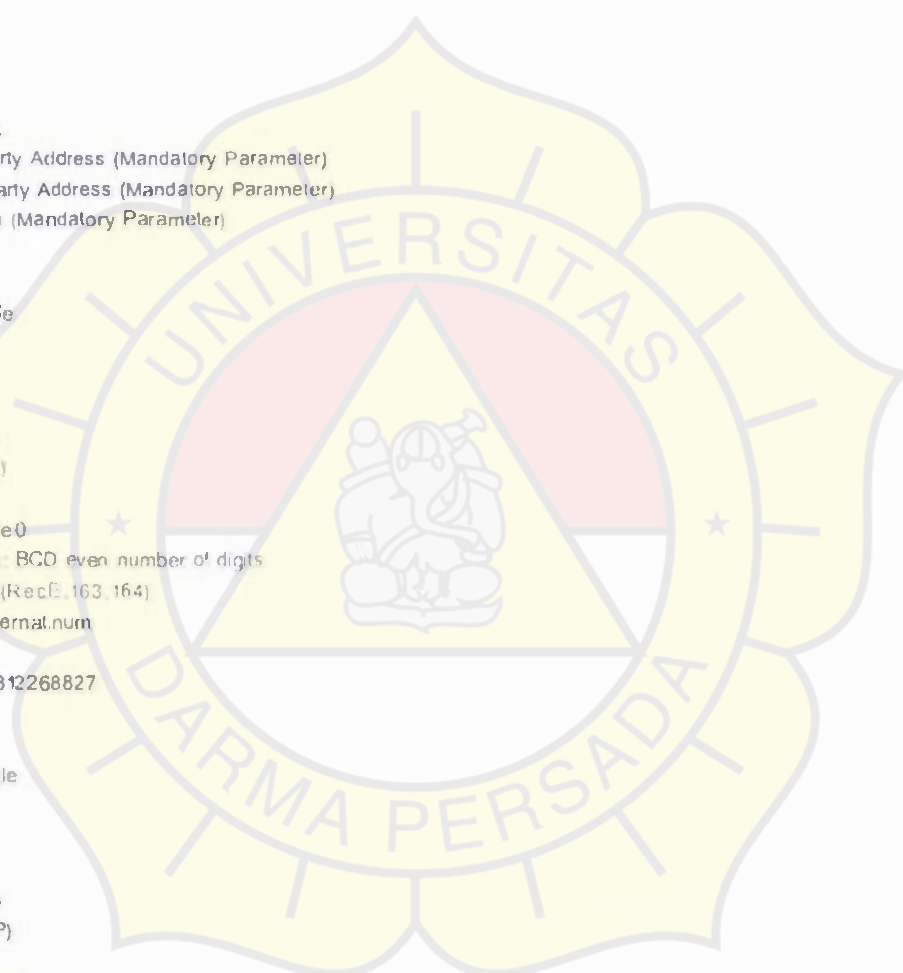 rty Address (Mandatory Parameter)
arty Address (Mandatory Parameter)
(Mandatory Parameter)
UNIVERSITAS
e0
BCD even number of digits
(RecE.163,164)
ernal.num
812268827
DARMA PERSADA
le
P)